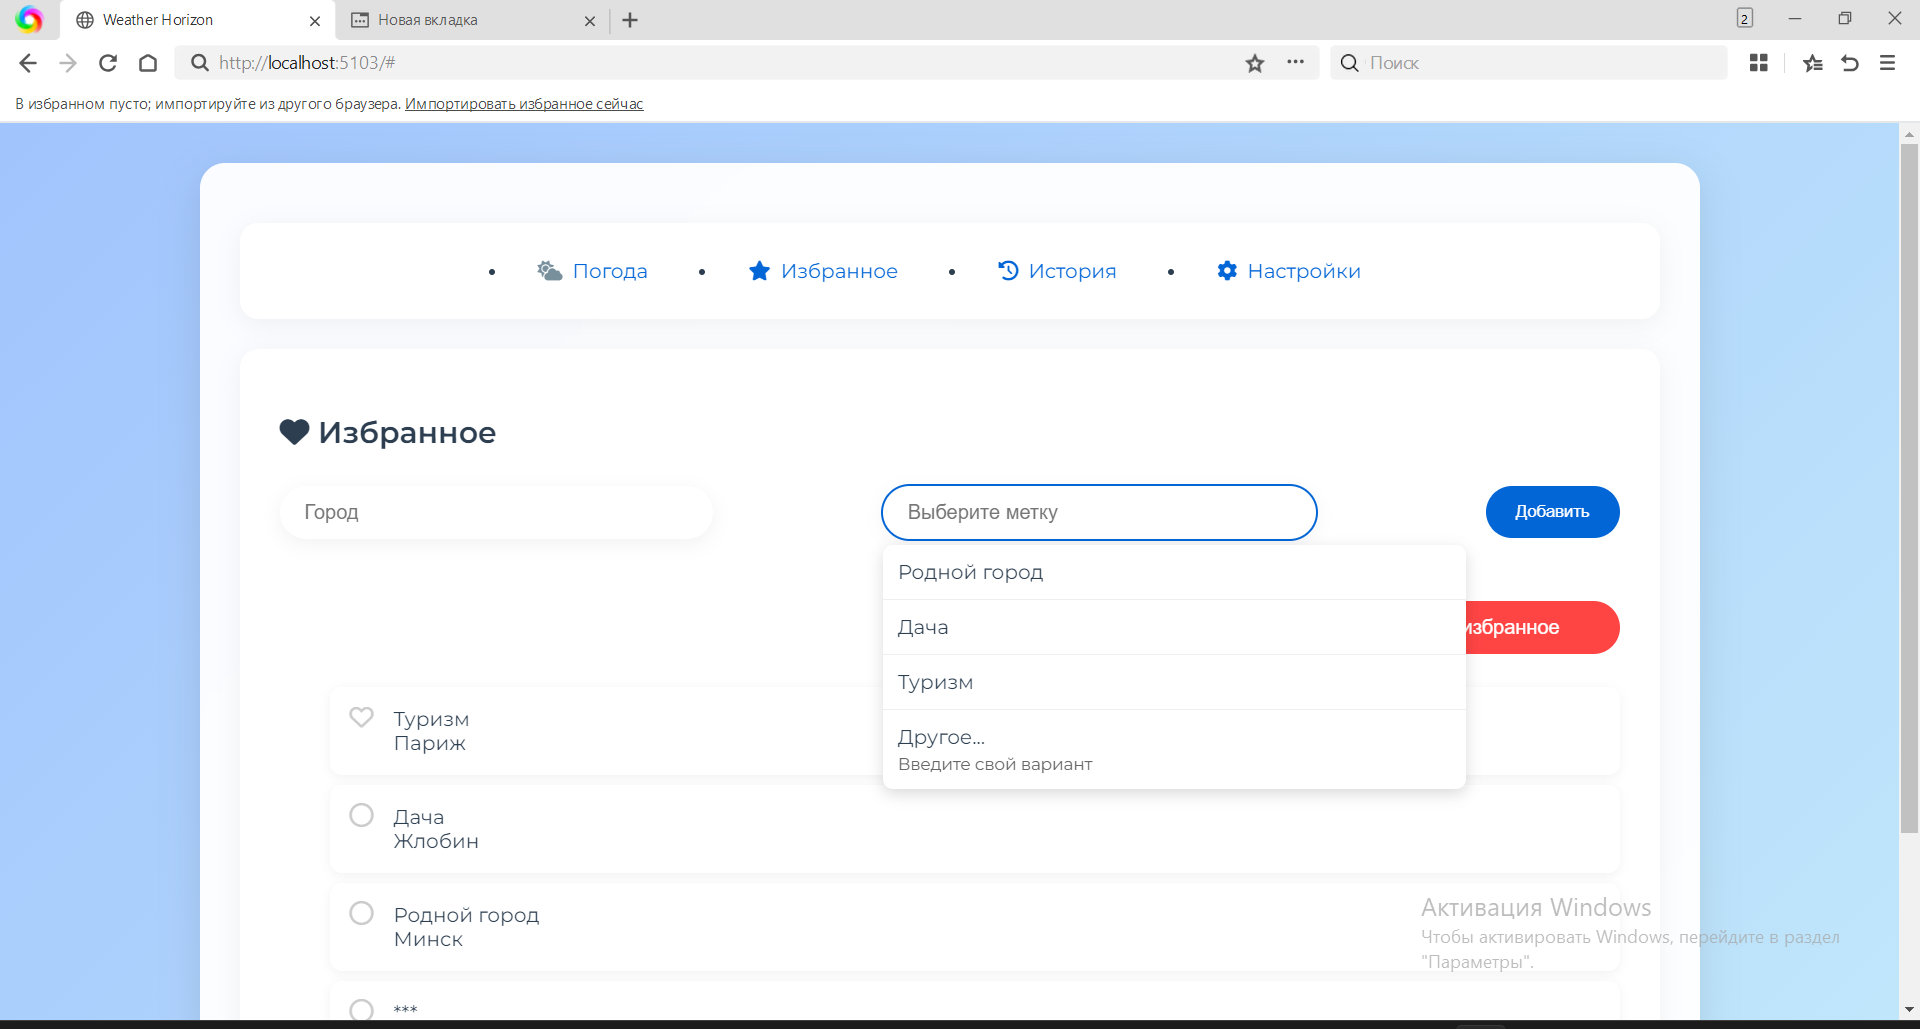 Weather Horizon
Новая вкладка
2
http://localhost:5103/#
Поиск
В избранном пусто; импортируйте из другого браузера. Импортировать избранное сейчас
Погода
Избранное
История
Настройки
Избранное
Город
Выберите метку
Добавить
Родной город
Дача
избранное
Туризм
Другое...
Введите свой вариант
Туризм
Париж
Дача
Жлобин
Родной город
Минск
***
Активация Windows
Чтобы активировать Windows, перейдите в раздел
"Параметры".